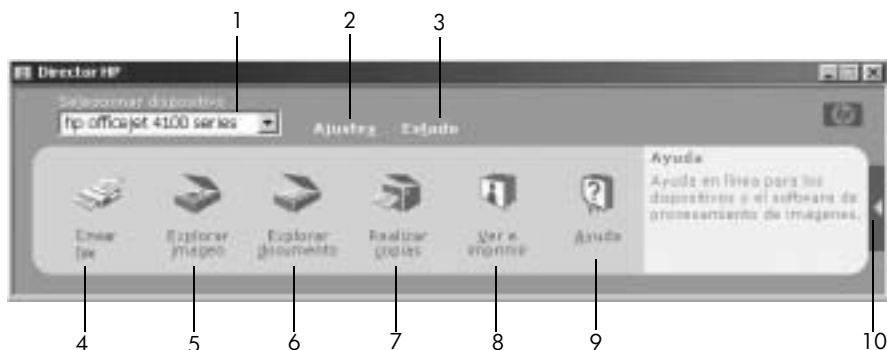 1 2 3
Director HP
Seleccionar dispositivo
hp officejet 4100 series
Ajustes Estado
Enviar fax
Explorar imagen
Explorar documento
Realizar copias
Ver e imprimir
Ayuda
Ayuda
Ayuda en línea para los
dispositivos o el software de
procesamiento de imágenes.
4 5 6 7 8 9 10